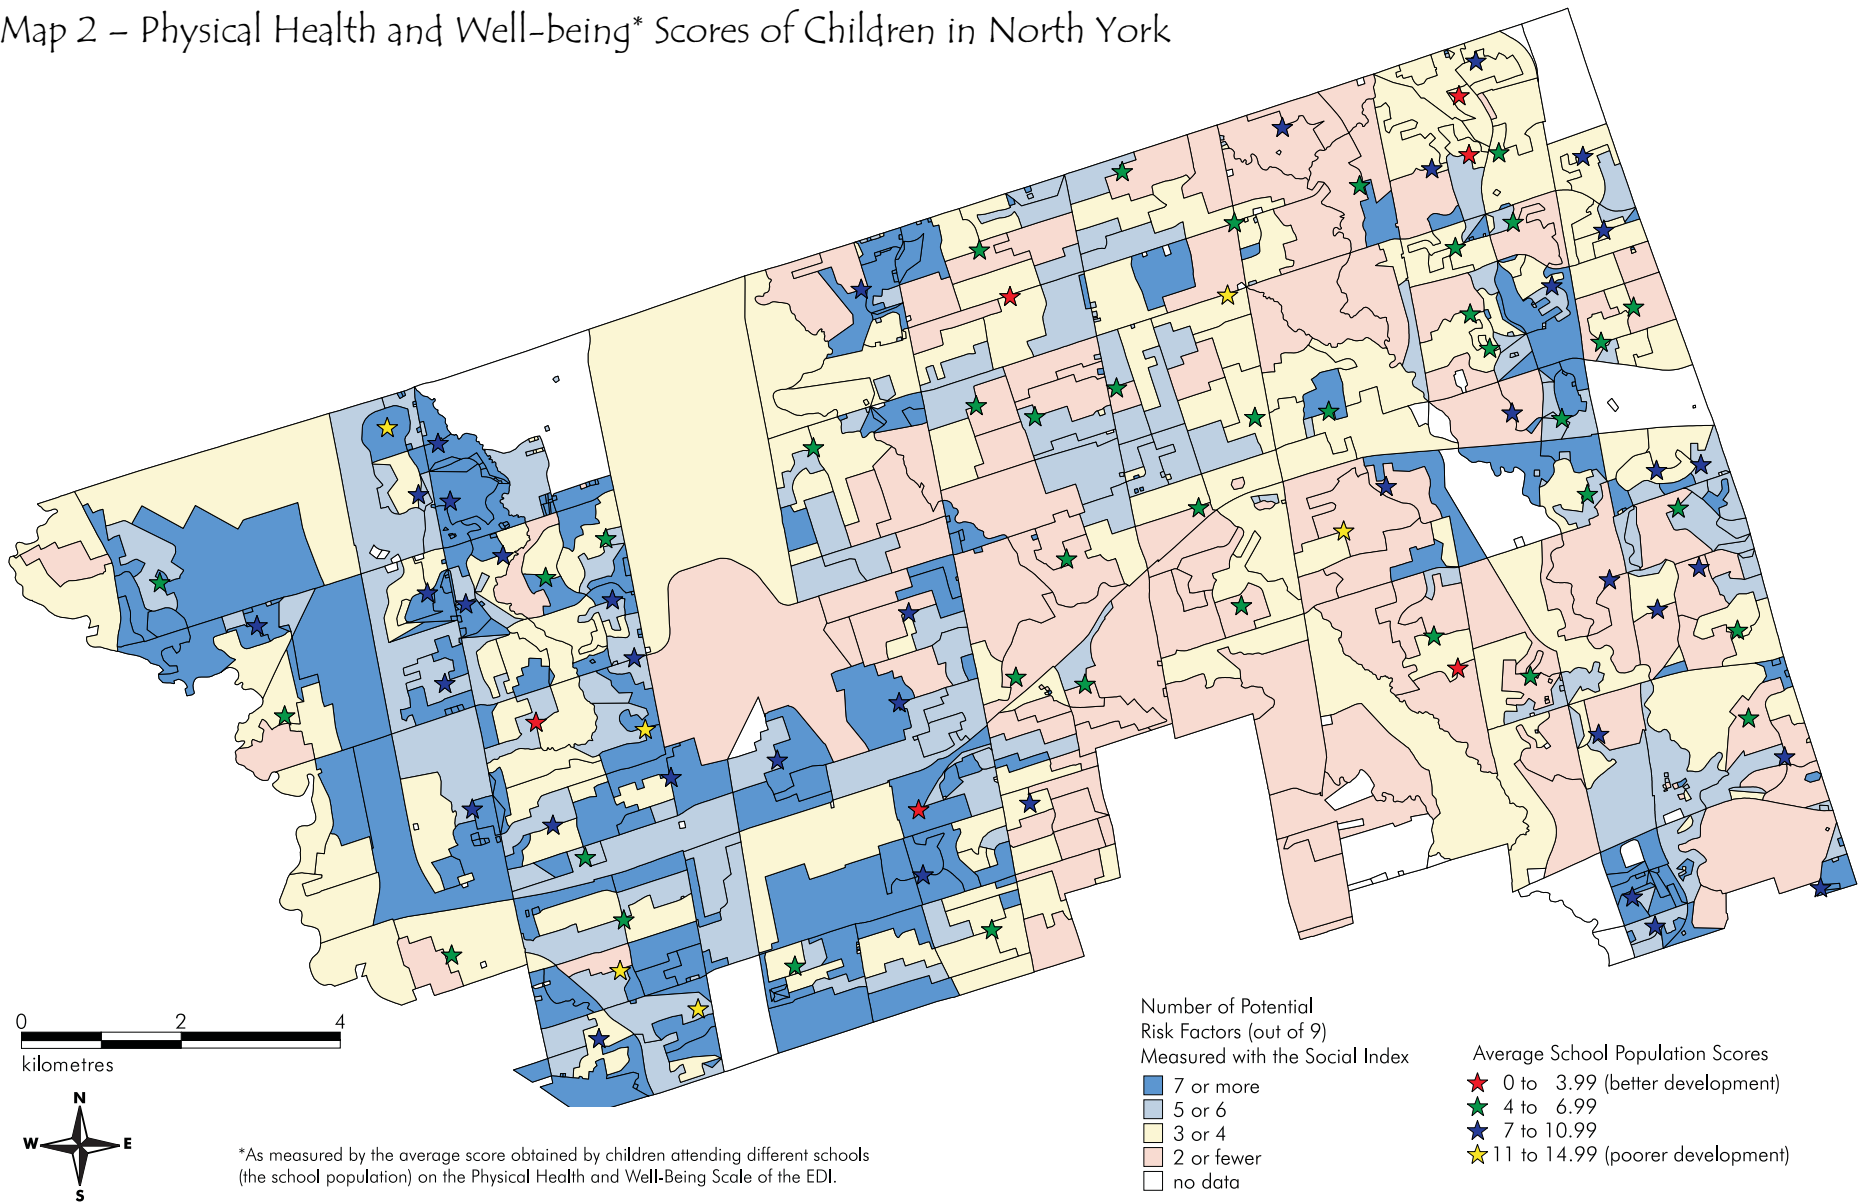 Map 2 – Physical Health and Well-being* Scores of Children in North York
0 2 4
kilometres
N
W E
S
*As measured by the average score obtained by children attending different schools
(the school population) on the Physical Health and Well-Being Scale of the EDI.
Number of Potential
Risk Factors (out of 9)
Measured with the Social Index
7 or more
5 or 6
3 or 4
2 or fewer
no data
Average School Population Scores
0 to 3.99 (better development)
4 to 6.99
7 to 10.99
11 to 14.99 (poorer development)